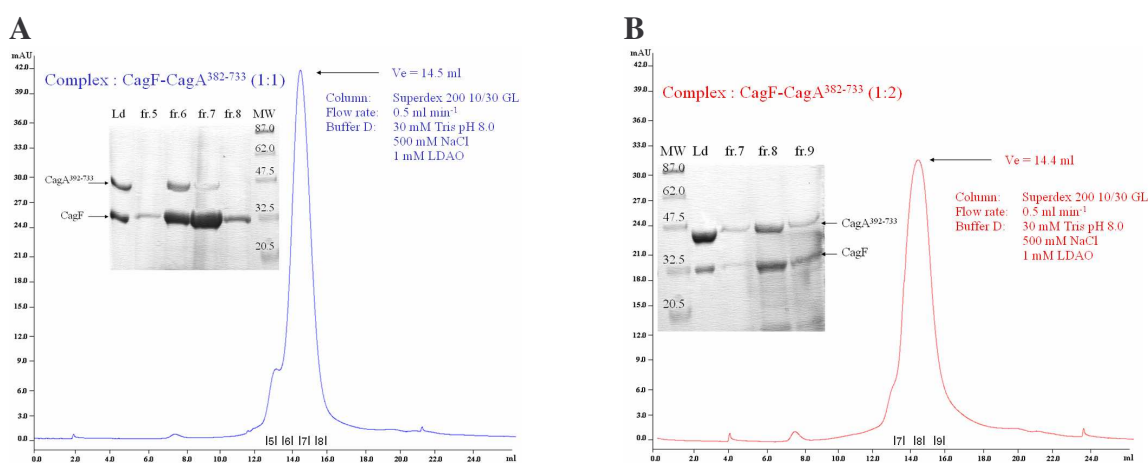 A
mAU
Complex : CagF-CagA382-733 (1:1)
Ve = 14.5 ml
Column: Superdex 200 10/30 GL
Flow rate: 0.5 ml min-1
Buffer D: 30 mM Tris pH 8.0
500 mM NaCl
1 mM LDAO
Ld fr.5 fr.6 fr.7 fr.8 MW
87.0
62.0
47.5
32.5
20.5
CagA392-733
CagF
42.0
39.0
36.0
33.0
30.0
27.0
24.0
21.0
18.0
15.0
12.0
9.0
6.0
3.0
0.0
|5| |6| |7| |8|
0.0 2.0 4.0 6.0 8.0 10.0 12.0 14.0 16.0 18.0 20.0 22.0 24.0 ml
B
mAU
Complex : CagF-CagA382-733 (1:2)
Ve = 14.4 ml
Column: Superdex 200 10/30 GL
Flow rate: 0.5 ml min-1
Buffer D: 30 mM Tris pH 8.0
500 mM NaCl
1 mM LDAO
MW Ld fr.7 fr.8 fr.9
87.0
62.0
47.5
32.5
20.5
CagA392-733
CagF
42.0
39.0
36.0
33.0
30.0
27.0
24.0
21.0
18.0
15.0
12.0
9.0
6.0
3.0
0.0
|7| |8| |9|
0.0 2.0 4.0 6.0 8.0 10.0 12.0 14.0 16.0 18.0 20.0 22.0 24.0 ml